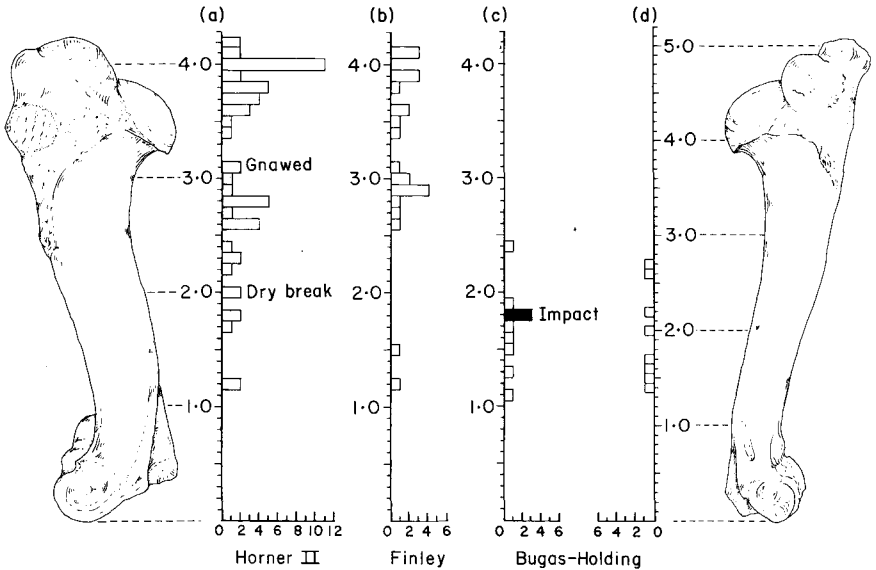 (a) (b) (c) (d)
4·0 4·0 4·0 5·0
4·0
Gnawed
3·0 3·0 3·0
3·0
Dry break
2·0 2·0 2·0
Impact
2·0
1·0 1·0 1·0
1·0
0 2 4 6 8 10 12 0 2 4 6 0 2 4 6 6 4 2 0
Horner II Finley Bugas-Holding